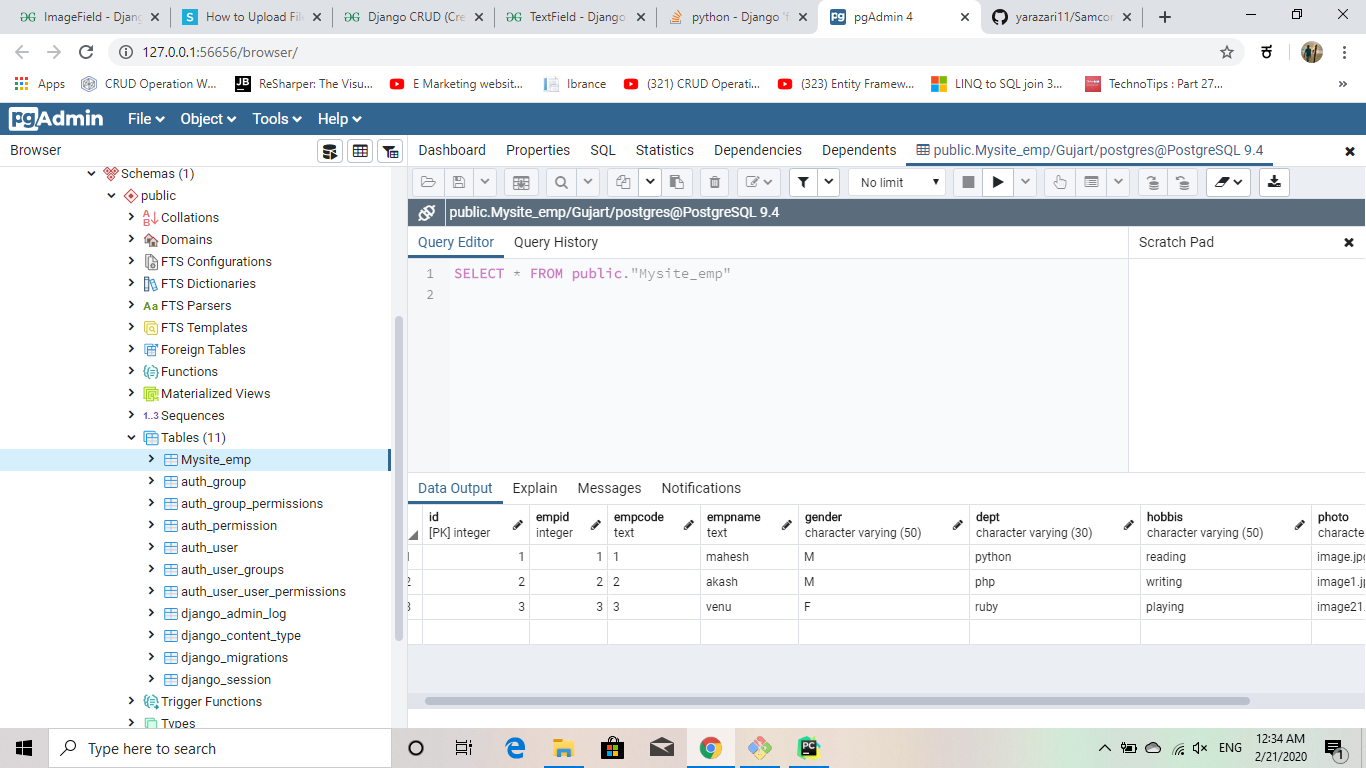 ImageField - Djang
How to Upload File
Django CRUD (Cre
TextField - Django
python - Django 'f
pgAdmin 4
yarazari11/Samcor
127.0.0.1:56656/browser/
Apps
CRUD Operation W...
ReSharper: The Visu...
E Marketing websit...
Ibrance
(321) CRUD Operati...
(323) Entity Framew...
LINQ to SQL join 3...
TechnoTips : Part 27...
pgAdmin
File
Object
Tools
Help
Browser
Dashboard
Properties
SQL
Statistics
Dependencies
Dependents
public.Mysite_emp/Gujart/postgres@PostgreSQL 9.4
Schemas (1)
public
Collations
Domains
FTS Configurations
FTS Dictionaries
FTS Parsers
FTS Templates
Foreign Tables
Functions
Materialized Views
1..3 Sequences
Tables (11)
Mysite_emp
auth_group
auth_group_permissions
auth_permission
auth_user
auth_user_groups
auth_user_user_permissions
django_admin_log
django_content_type
django_migrations
django_session
Trigger Functions
Types
No limit
public.Mysite_emp/Gujart/postgres@PostgreSQL 9.4
Query Editor
Query History
Scratch Pad
1 SELECT * FROM public."Mysite_emp"
2
Data Output
Explain
Messages
Notifications
id empid empcode empname gender dept hobbis photo
[PK] integer integer text text character varying (50) character varying (30) character varying (50) characte
1 1 1 1 mahesh M python reading image.jpg
2 2 2 2 akash M php writing image1.jp
3 3 3 3 venu F ruby playing image21.
Type here to search
ENG
12:34 AM
2/21/2020
1